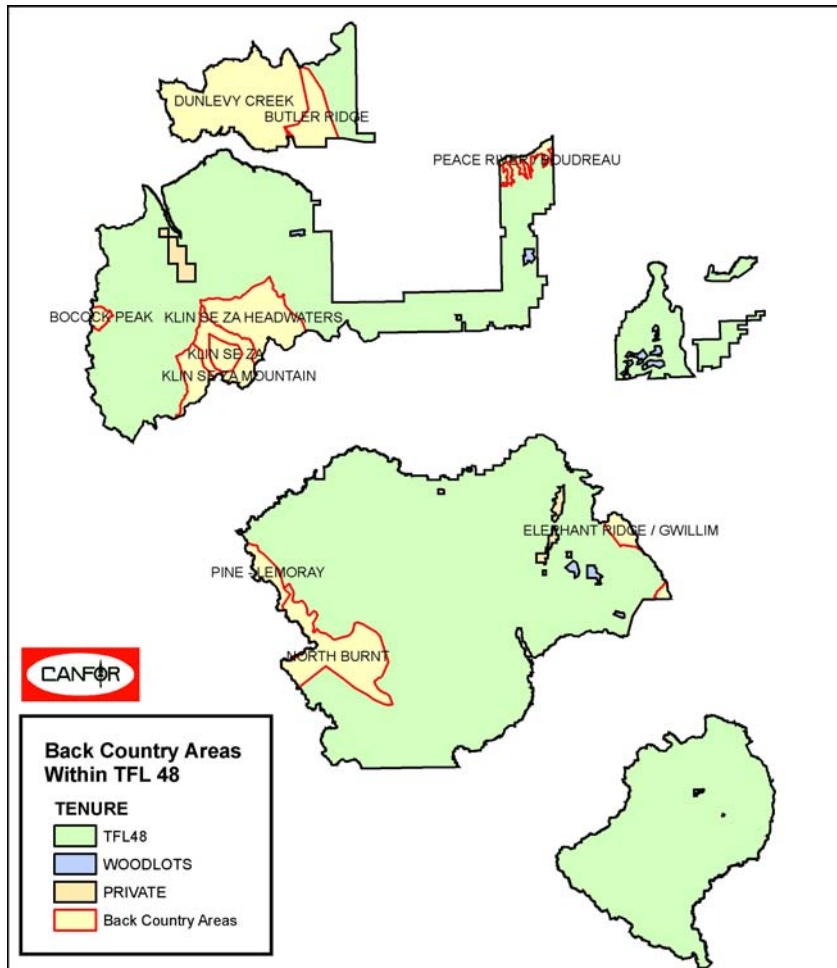 DUNLEVY CREEK
BUTLER RIDGE
PEACE RIVER / BOUDREAU
BOCOCK PEAK
KLIN SE ZA HEADWATERS
KLIN SE ZA
KLIN SE ZA MOUNTAIN
ELEPHANT RIDGE / GWILLIM
PINE - LEMORAY
NORTH BURNT
CANFOR
Back Country Areas
Within TFL 48
TENURE
TFL48
WOODLOTS
PRIVATE
Back Country Areas